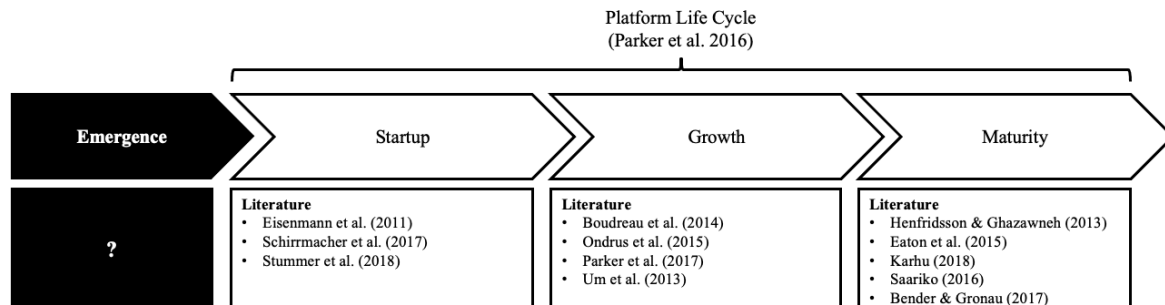 Platform Life Cycle
(Parker et al. 2016)
Emergence
Startup
Growth
Maturity
?
Literature
• Eisenmann et al. (2011)
• Schirrmacher et al. (2017)
• Stummer et al. (2018)
Literature
• Boudreau et al. (2014)
• Ondrus et al. (2015)
• Parker et al. (2017)
• Um et al. (2013)
Literature
• Henfridsson & Ghazawneh (2013)
• Eaton et al. (2015)
• Karhu (2018)
• Saariko (2016)
• Bender & Gronau (2017)